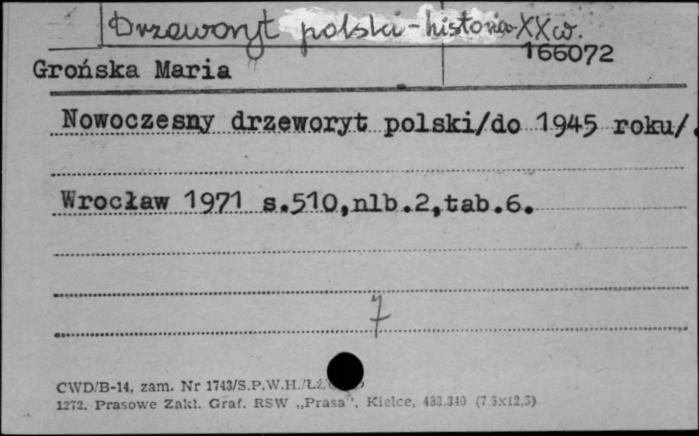 Drzeworyt polski - historia XX w.
166072
Grońska Maria
Nowoczesny drzeworyt polski/do 1945 roku/.
Wrocław 1971 s.510,nlb.2,tab.6.
7
CWD/B-14, zam. Nr 1743/S.P.W.H./Łź/
1272. Prasowe Zakł. Graf. RSW „Prasa”, Kielce, 433.340 (7.5x12,5)